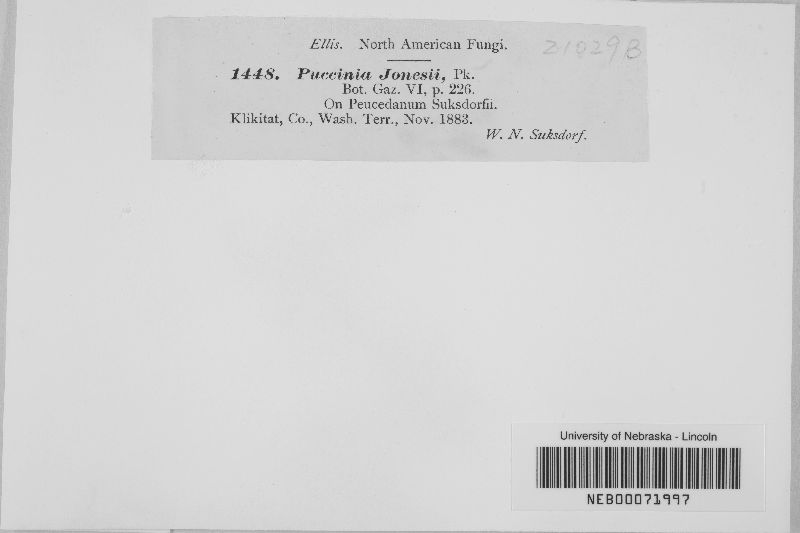 Ellis. North American Fungi. 21029B
1448. Puccinia Jonesii, Pk.
Bot. Gaz. VI, p. 226.
On Peucedanum Suksdorfii.
Klikitat, Co., Wash. Terr., Nov. 1883.
W. N. Suksdorf.
University of Nebraska - Lincoln
NEB00071997